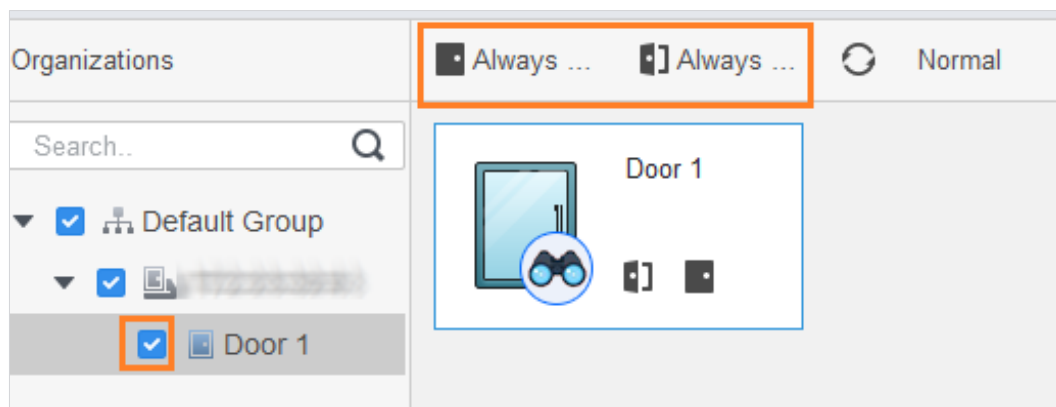 Organizations
Always ...
Always ...
Normal
Search..
Door 1
Default Group
Door 1